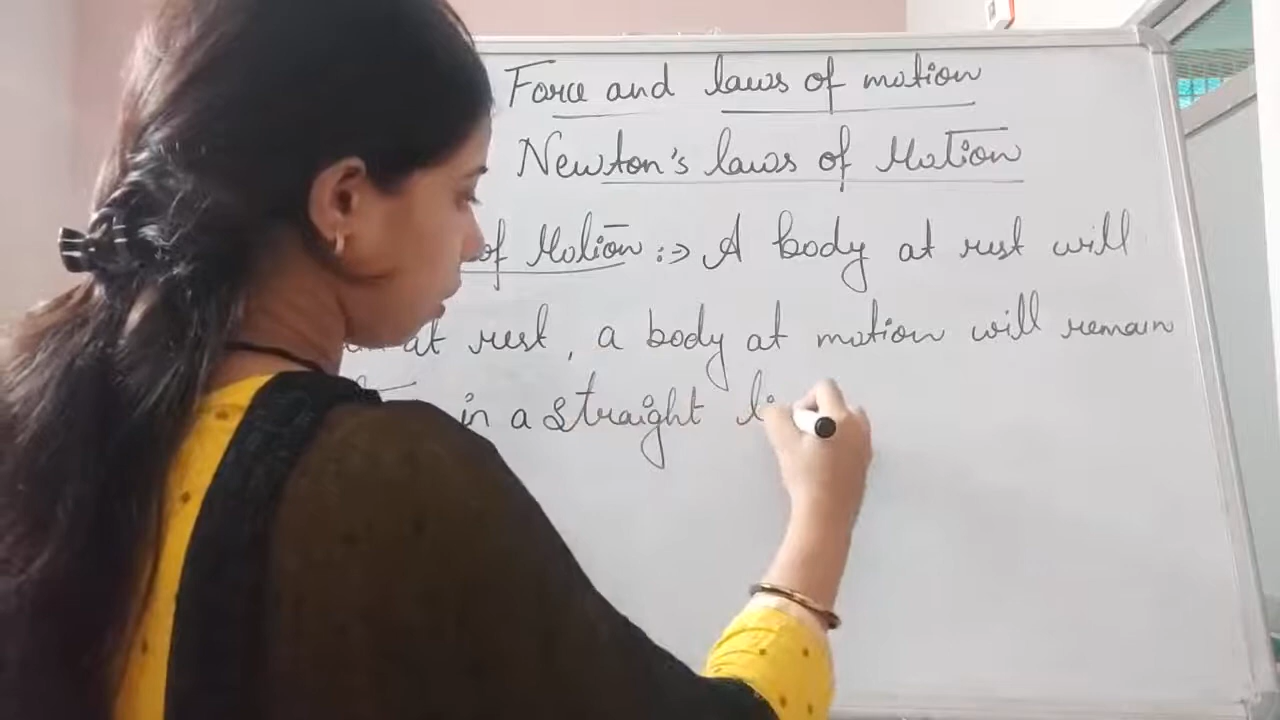 Force and laws of motion
Newton's laws of Motion
of Motion :=> A body at rest will
at rest, a body at motion will remain
in a straight li